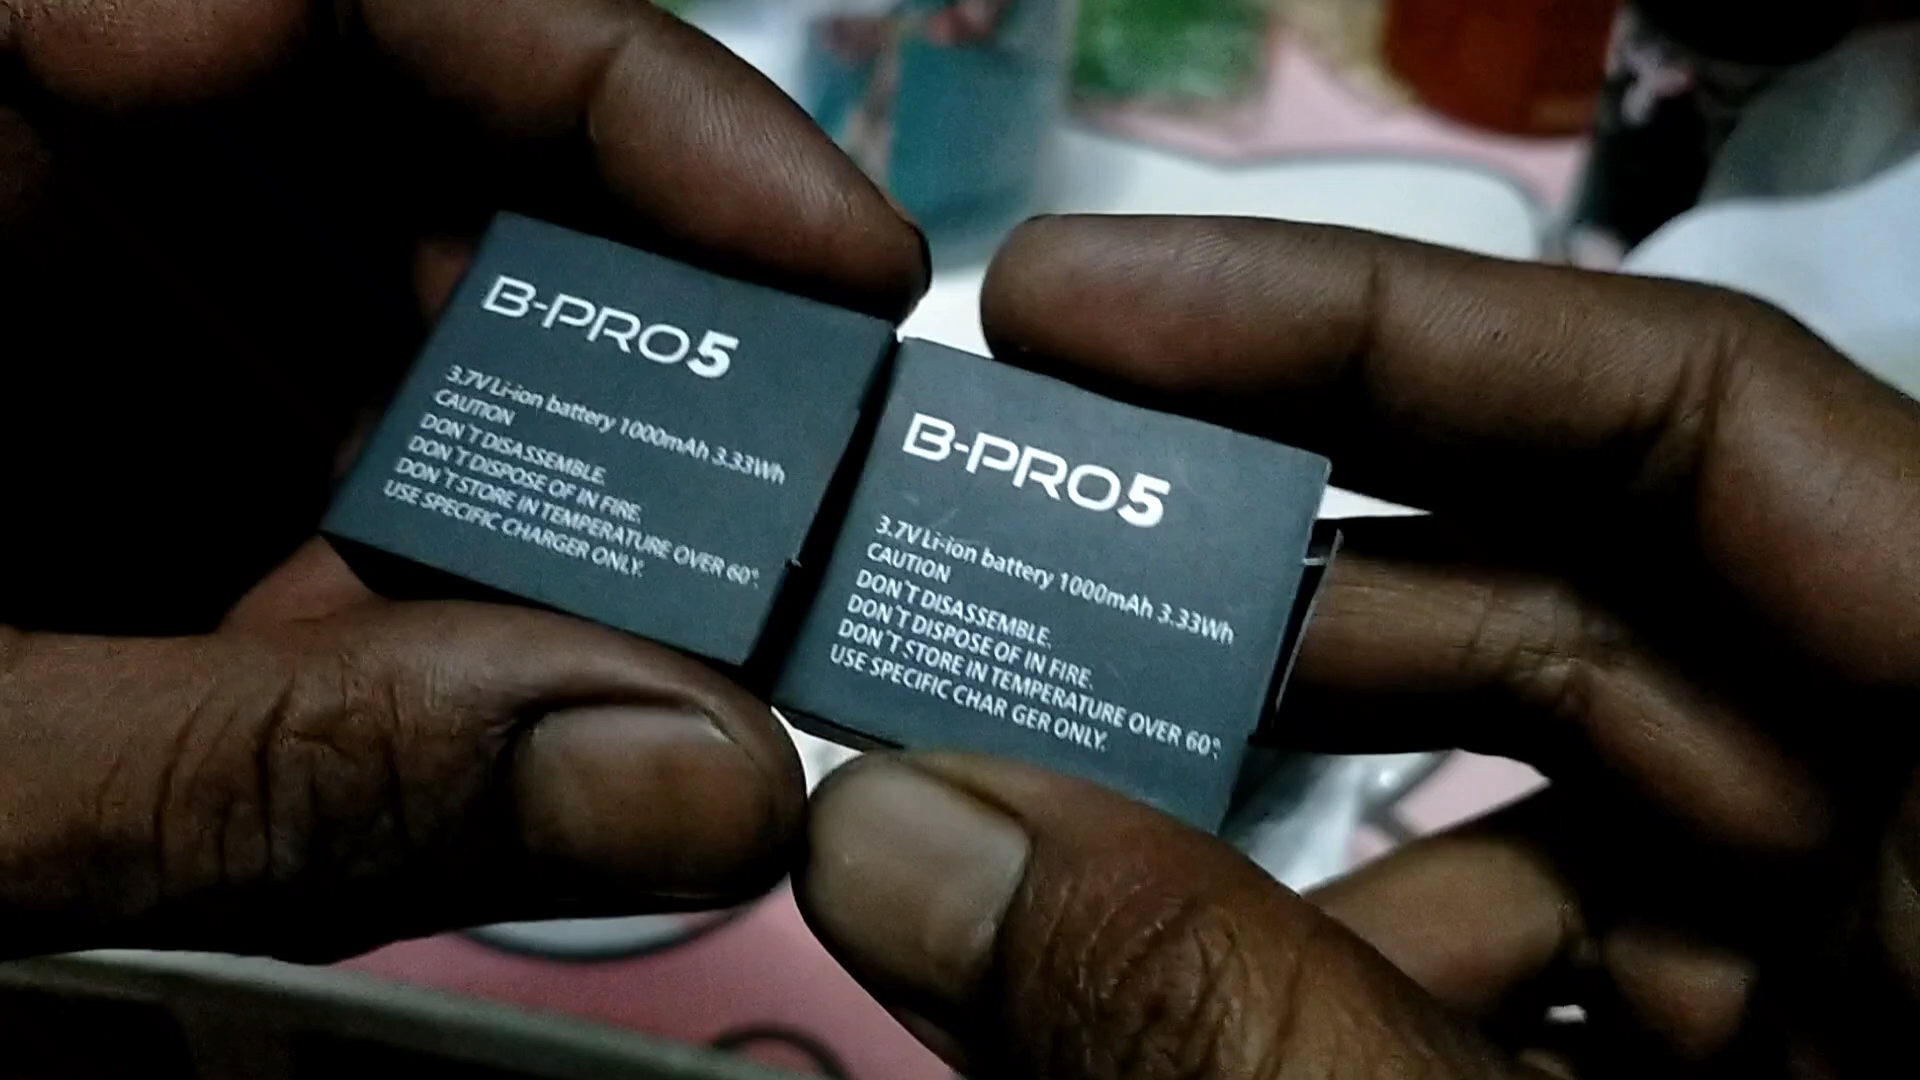 B-PRO5
3.7V Li-ion battery 1000mAh 3.33Wh
CAUTION
DON`T DISASSEMBLE.
DON`T DISPOSE OF IN FIRE.
DON`T STORE IN TEMPERATURE OVER 60°.
USE SPECIFIC CHARGER ONLY.
B-PRO5
3.7V Li-ion battery 1000mAh 3.33Wh
CAUTION
DON`T DISASSEMBLE.
DON`T DISPOSE OF IN FIRE.
DON`T STORE IN TEMPERATURE OVER 60°.
USE SPECIFIC CHAR GER ONLY.